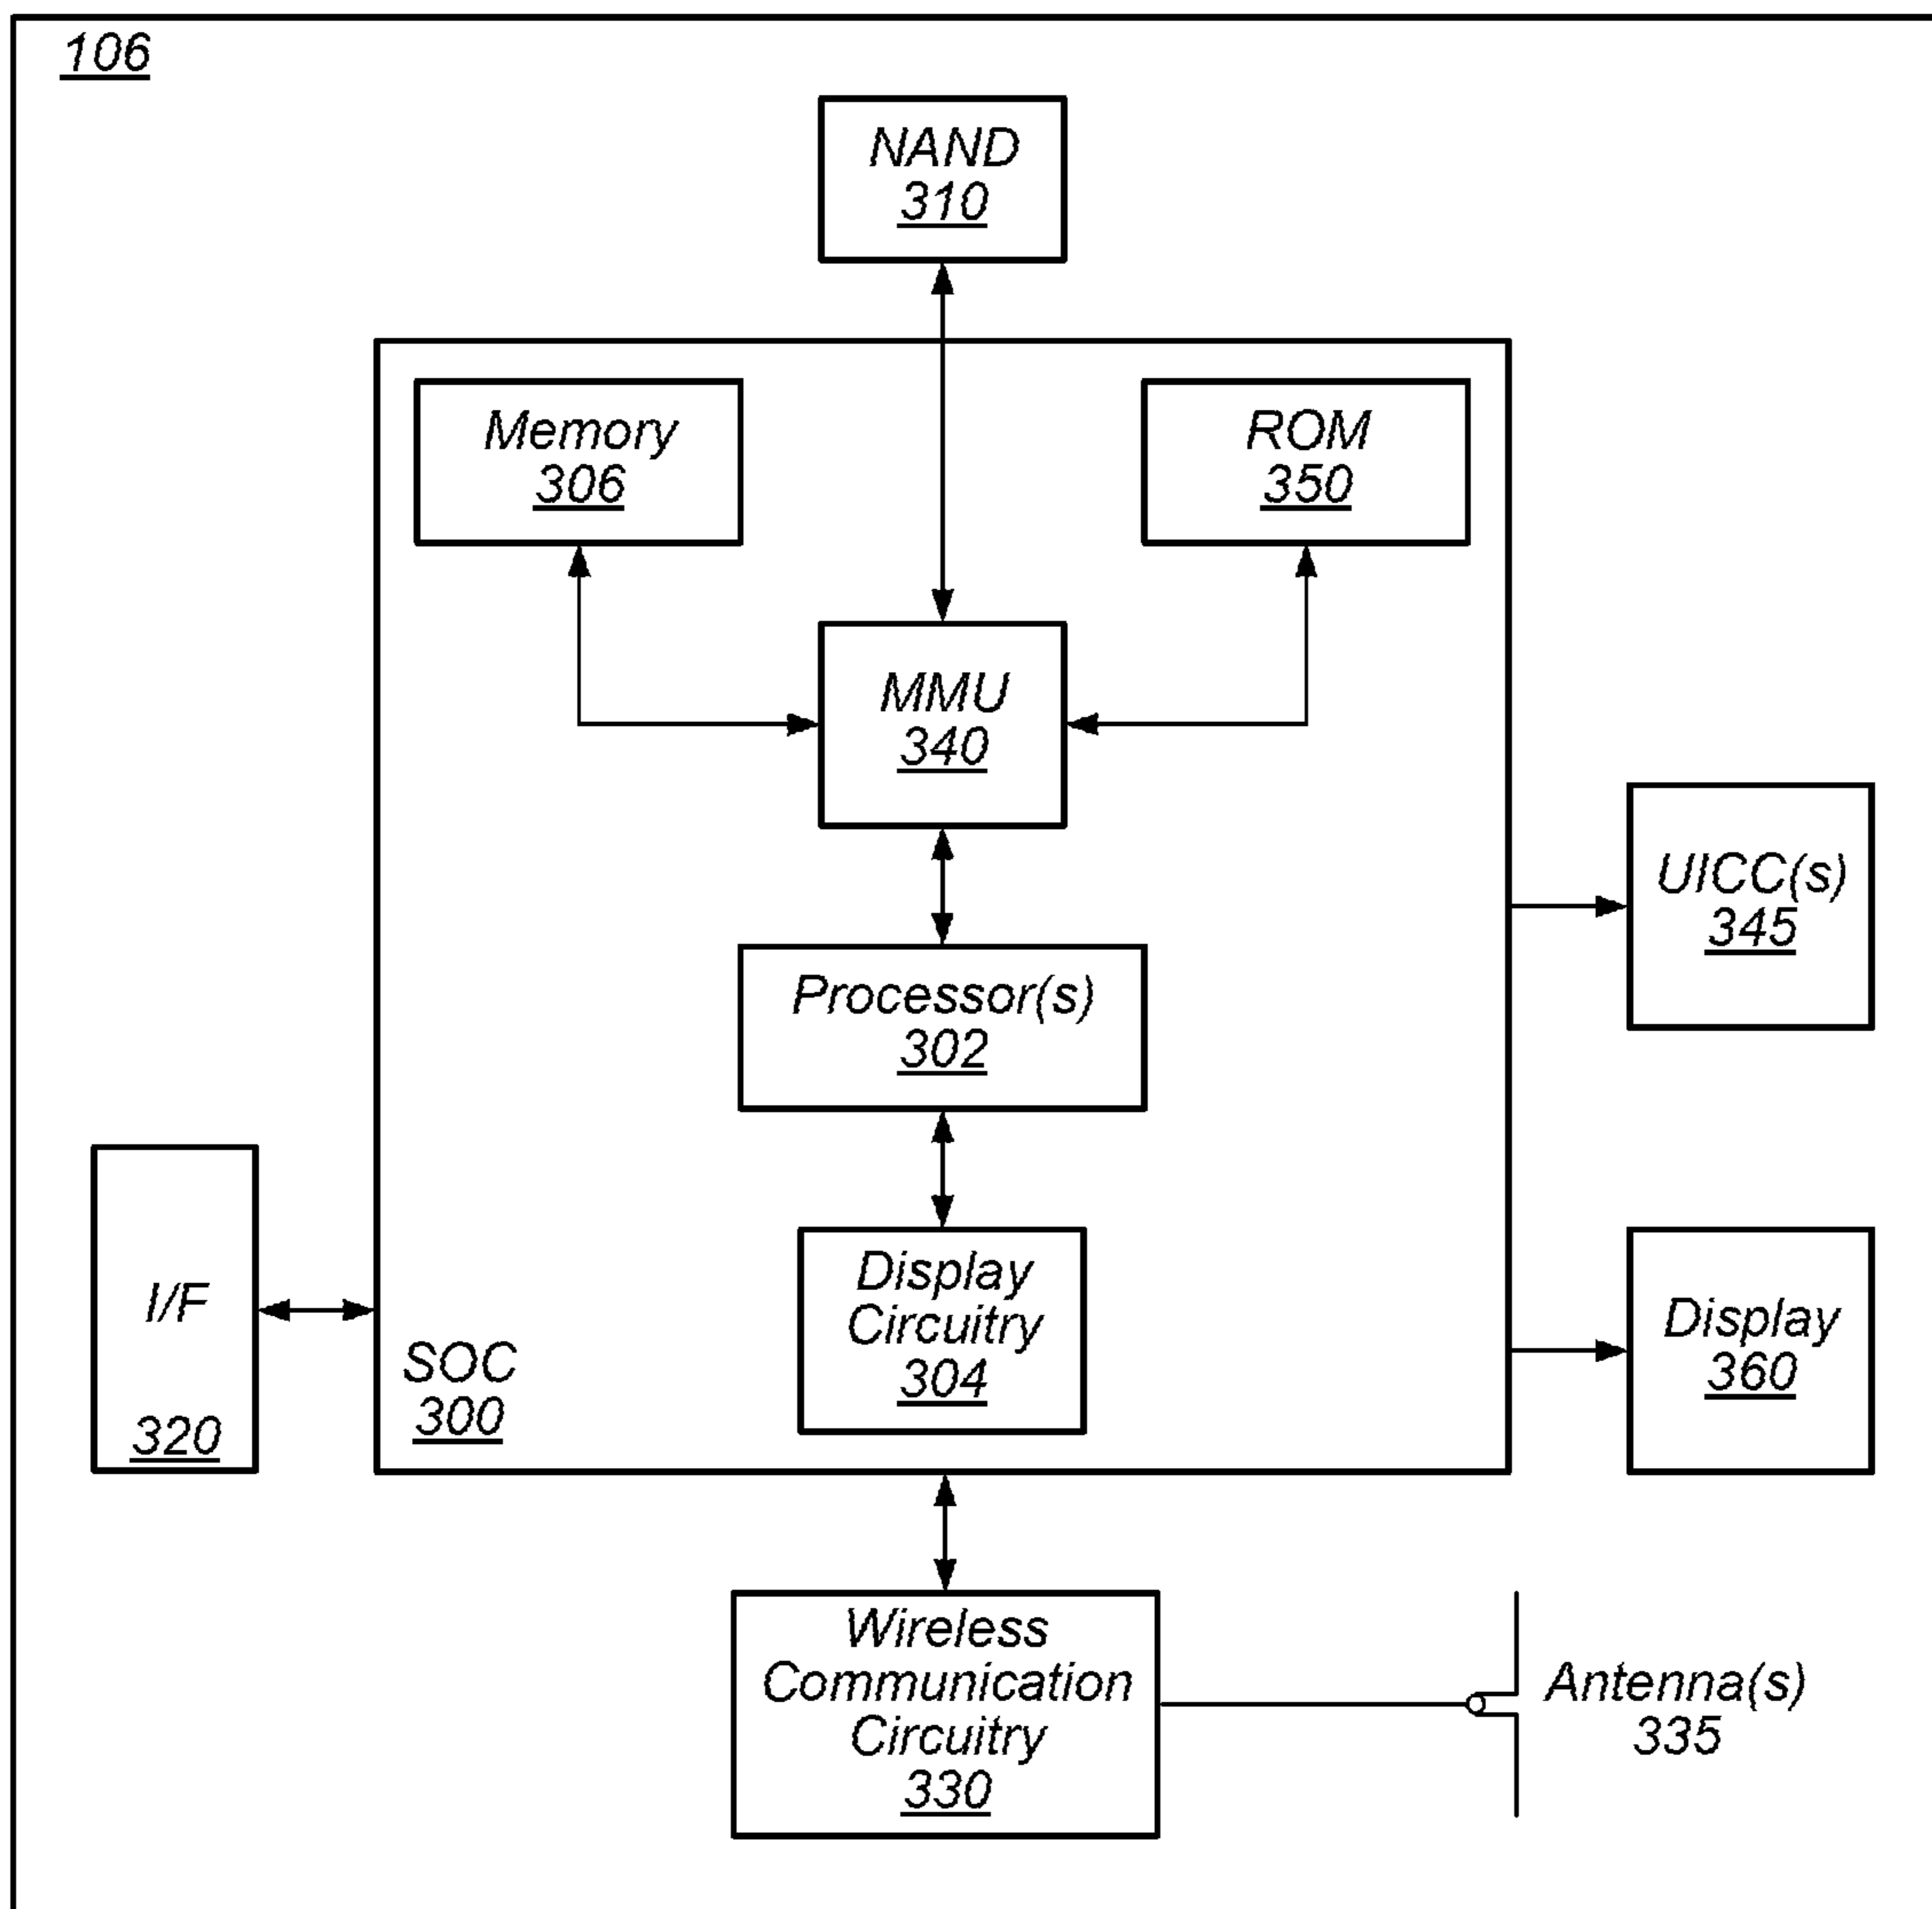 106
NAND
310
Memory
306
ROM
350
MMU
340
UICC(s)
345
Processor(s)
302
I/F
320
SOC
300
Display
Circuitry
304
Display
360
Wireless
Communication
Circuitry
330
Antenna(s)
335